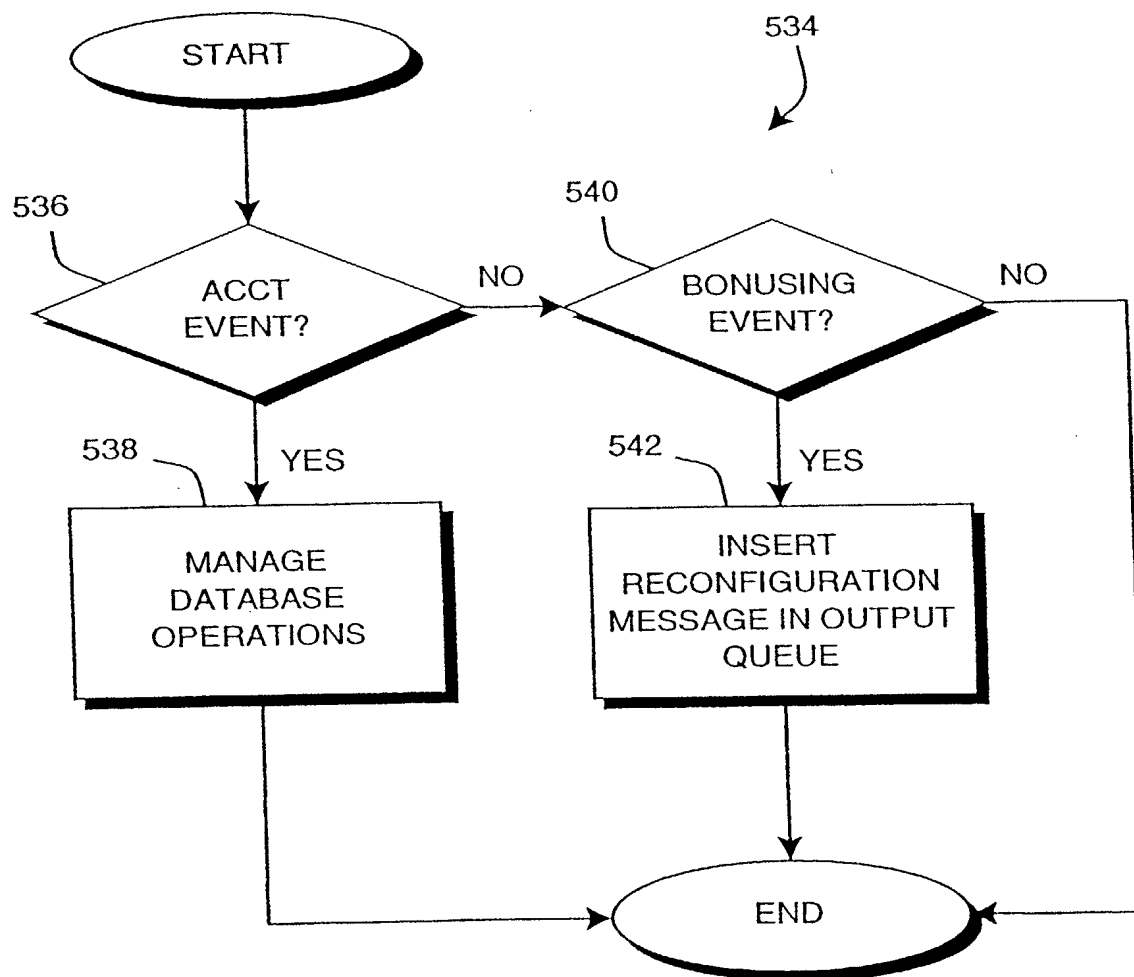 START
534
536
540
ACCT
EVENT?
NO
BONUSING
EVENT?
NO
538
YES
542
YES
MANAGE
DATABASE
OPERATIONS
INSERT
RECONFIGURATION
MESSAGE IN OUTPUT
QUEUE
END